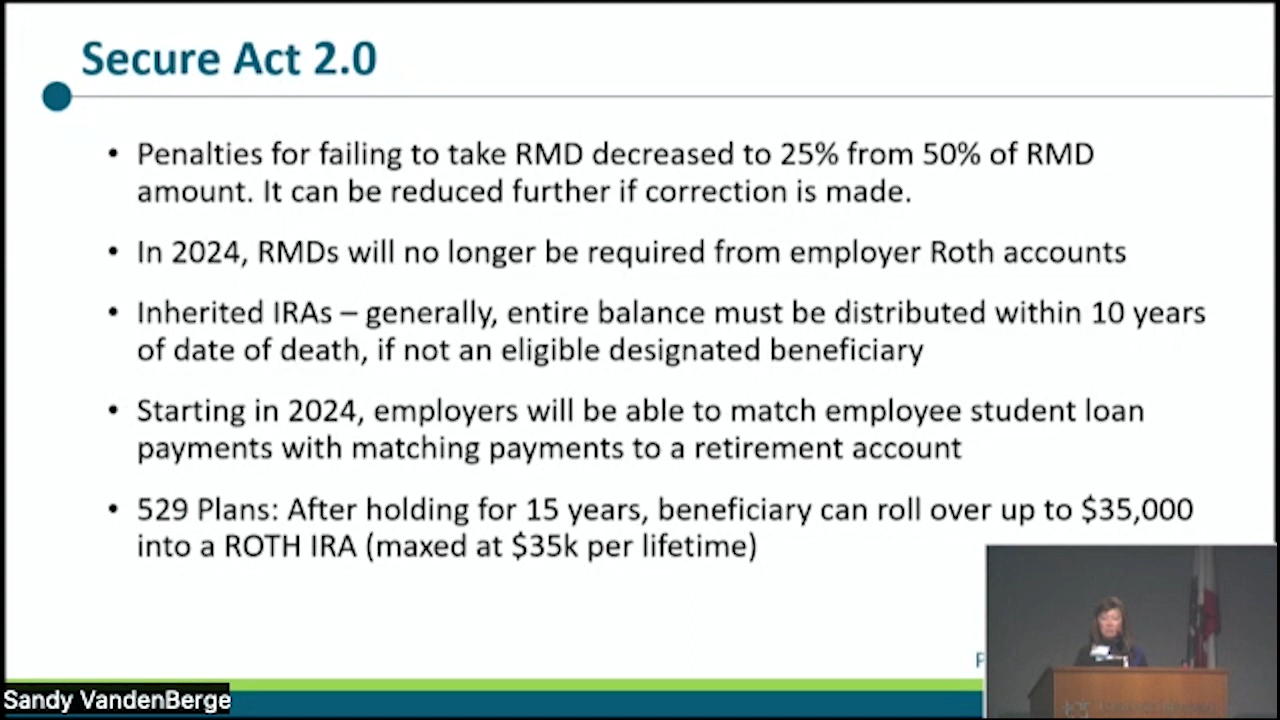 Secure Act 2.0
• Penalties for failing to take RMD decreased to 25% from 50% of RMD
amount. It can be reduced further if correction is made.
• In 2024, RMDs will no longer be required from employer Roth accounts
• Inherited IRAs – generally, entire balance must be distributed within 10 years
of date of death, if not an eligible designated beneficiary
• Starting in 2024, employers will be able to match employee student loan
payments with matching payments to a retirement account
• 529 Plans: After holding for 15 years, beneficiary can roll over up to $35,000
into a ROTH IRA (maxed at $35k per lifetime)
Sandy VandenBerge